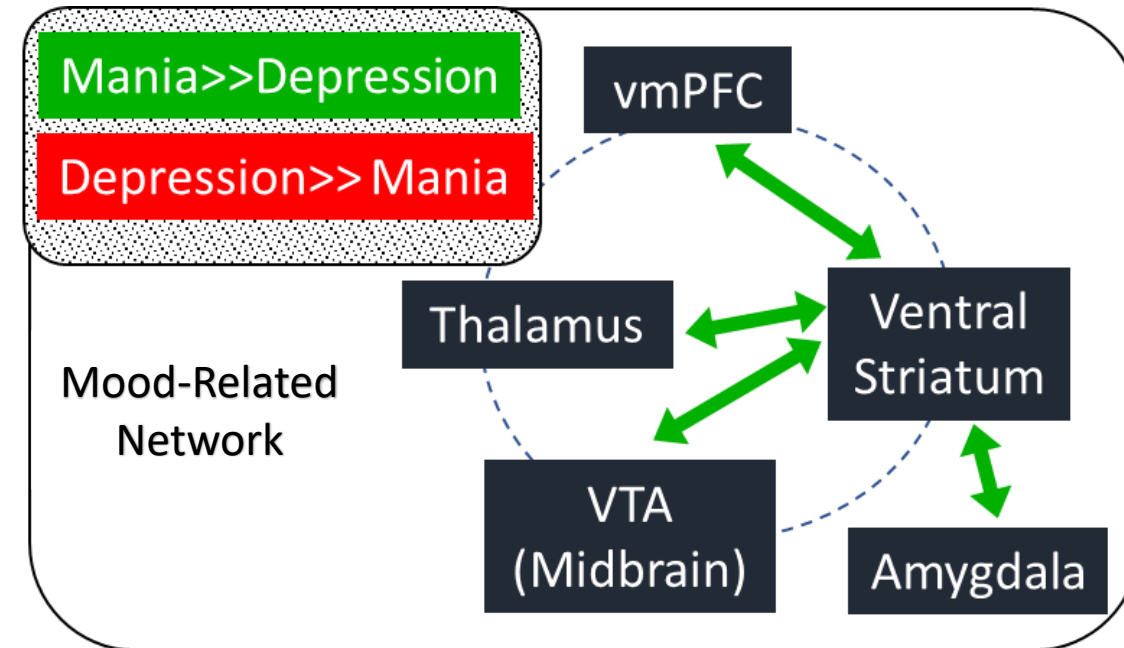 Mania>>Depression
Depression>> Mania
vmPFC
Thalamus
Ventral
Striatum
Mood-Related
Network
VTA
(Midbrain)
Amygdala